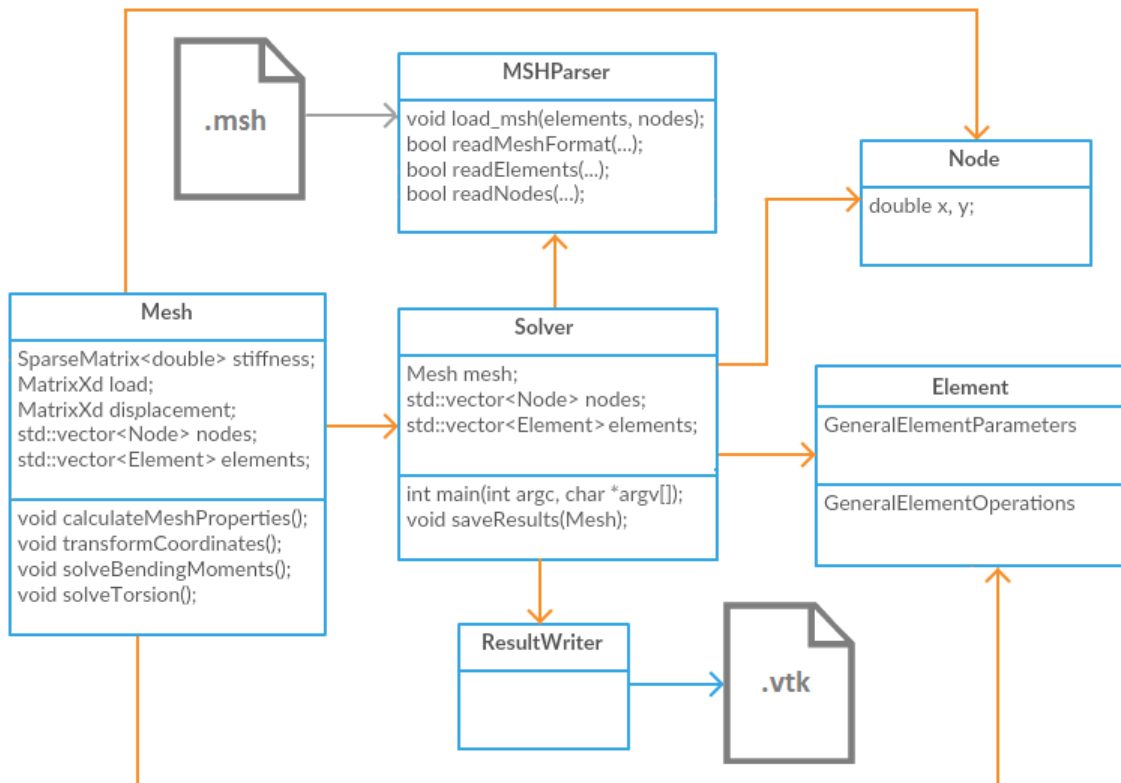 .msh
MSHParser
void load_msh(elements, nodes);
bool readMeshFormat(...);
bool readElements(...);
bool readNodes(...);
Node
double x, y;
Mesh
SparseMatrix<double> stiffness;
MatrixXd load;
MatrixXd displacement;
std::vector<Node> nodes;
std::vector<Element> elements;
void calculateMeshProperties();
void transformCoordinates();
void solveBendingMoments();
void solveTorsion();
Solver
Mesh mesh;
std::vector<Node> nodes;
std::vector<Element> elements;
int main(int argc, char *argv[]);
void saveResults(Mesh);
Element
GeneralElementParameters
GeneralElementOperations
ResultWriter
.vtk